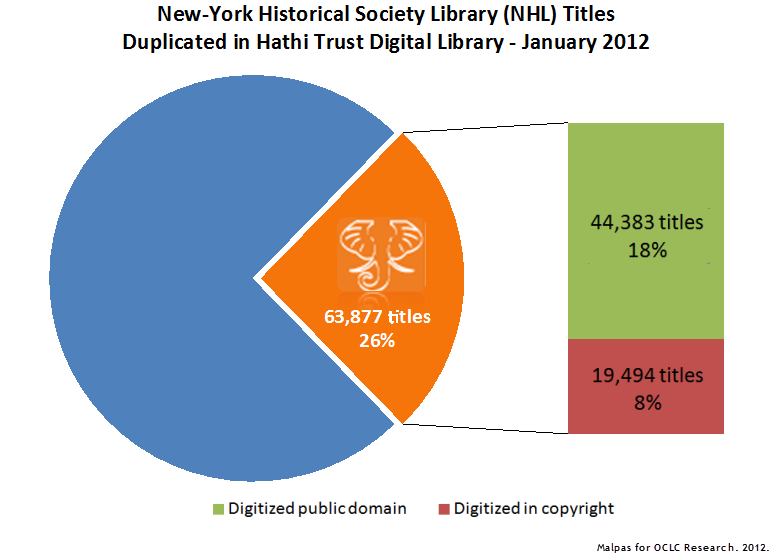 New-York Historical Society Library (NHL) Titles
Duplicated in Hathi Trust Digital Library - January 2012
63,877 titles
26%
44,383 titles
18%
19,494 titles
8%
Digitized public domain
Digitized in copyright
Malpas for OCLC Research. 2012.